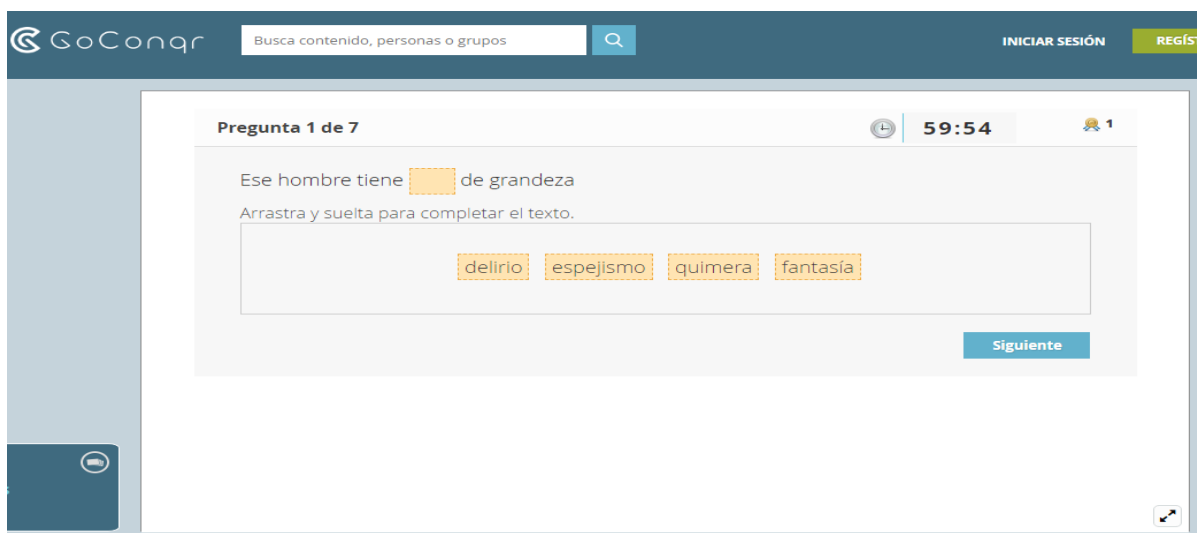 GoConqr
Busca contenido, personas o grupos
INICIAR SESIÓN
REGÍST
Pregunta 1 de 7
59:54
1
Ese hombre tiene de grandeza
Arrastra y suelta para completar el texto.
delirio espejismo quimera fantasía
Siguiente
s